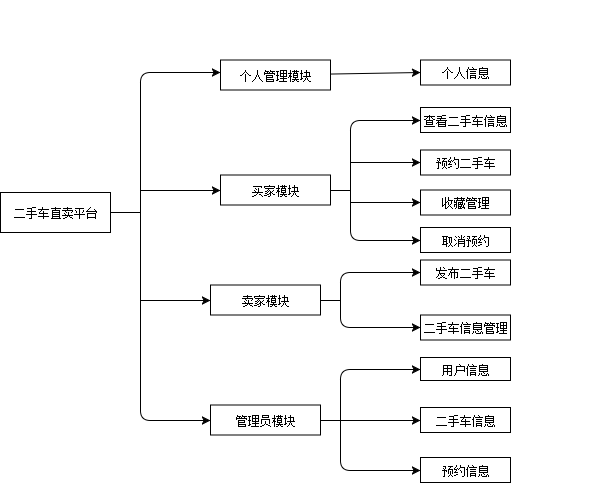 二手车直卖平台
个人管理模块
个人信息
买家模块
查看二手车信息
预约二手车
收藏管理
取消预约
卖家模块
发布二手车
二手车信息管理
管理员模块
用户信息
二手车信息
预约信息